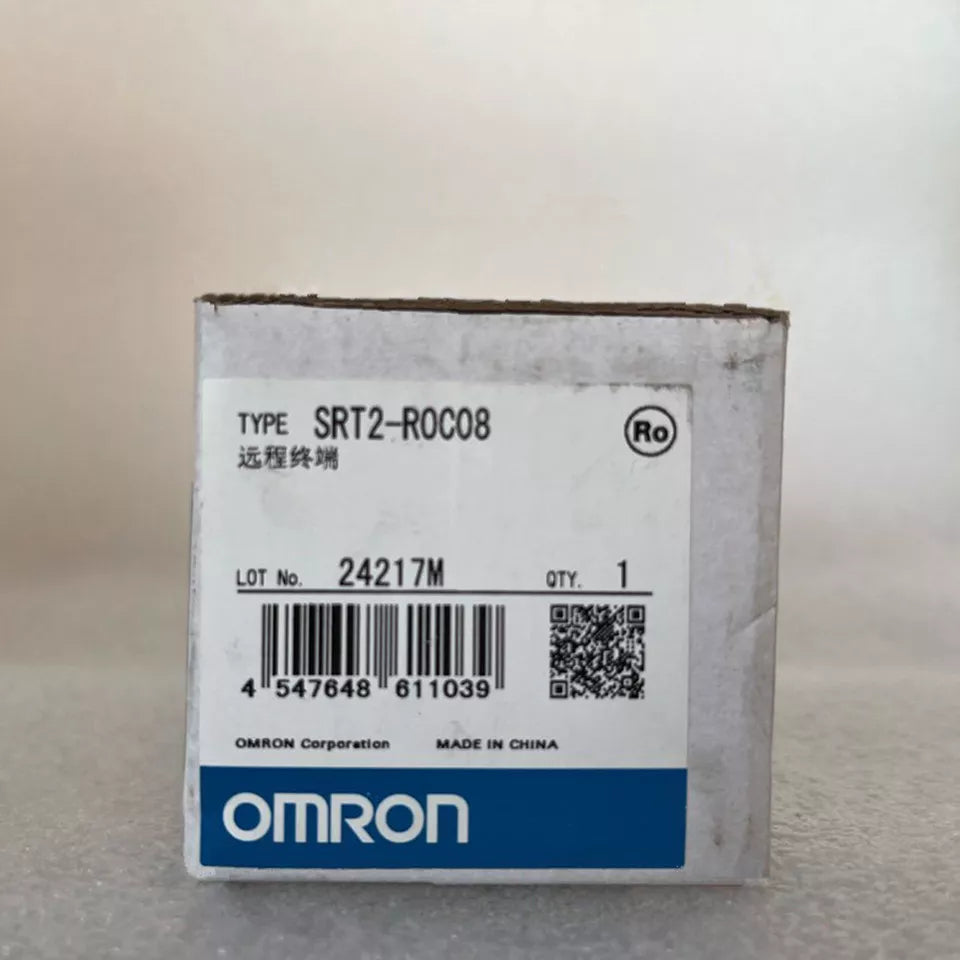 TYPE SRT2-ROC08
Ro
远程终端
LOT No. 24217M QTY. 1
4 547648 611039
OMRON Corporation MADE IN CHINA
OMRON